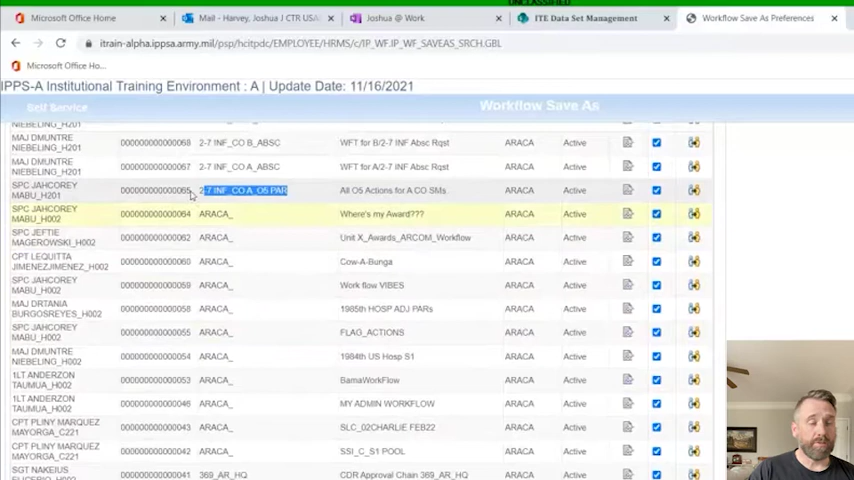 UNCLASSIFIED
Microsoft Office Home
Mail - Harvey, Joshua J CTR USA
Joshua @ Work
ITE Data Set Management
Workflow Save As Preferences
itrain-alpha.ippsa.army.mil/psp/hcitpdc/EMPLOYEE/HRMS/c/IP_WF.IP_WF_SAVEAS_SRCH.GBL
Microsoft Office Ho...
IPPS-A Institutional Training Environment : A | Update Date: 11/16/2021
Self Service
Workflow Save As
NIEBELING_H201
MAJ DMUNTRE
NIEBELING_H201
000000000000068 2-7 INF_CO B_ABSC WFT for B/2-7 INF Absc Rqst ARACA Active
MAJ DMUNTRE
NIEBELING_H201
000000000000067 2-7 INF_CO A_ABSC WFT for A/2-7 INF Absc Rqst ARACA Active
SPC JAHCOREY
MABU_H201
000000000000065 2-7 INF_CO A_O5 PAR All O5 Actions for A CO SMs ARACA Active
SPC JAHCOREY
MABU_H002
000000000000064 ARACA_ Where's my Award??? ARACA Active
SPC JEFTIE
MAGEROWSKI_H002
000000000000062 ARACA_ Unit X_Awards_ARCOM_Workflow ARACA Active
CPT LEQUITTA
JIMENEZJIMENEZ_H002
000000000000060 ARACA_ Cow-A-Bunga ARACA Active
SPC JAHCOREY
MABU_H002
000000000000059 ARACA_ Work flow VIBES ARACA Active
MAJ DRTANIA
BURGOSREYES_H002
000000000000058 ARACA_ 1985th HOSP ADJ PARs ARACA Active
SPC JAHCOREY
MABU_H002
000000000000055 ARACA_ FLAG_ACTIONS ARACA Active
MAJ DMUNTRE
NIEBELING_H002
000000000000054 ARACA_ 1984th US Hosp S1 ARACA Active
1LT ANDERZON
TAUMUA_H002
000000000000053 ARACA_ BamaWorkFlow ARACA Active
1LT ANDERZON
TAUMUA_H002
000000000000046 ARACA_ MY ADMIN WORKFLOW ARACA Active
CPT PLINY MARQUEZ
MAYORGA_C221
000000000000043 ARACA_ SLC_02CHARLIE FEB22 ARACA Active
CPT PLINY MARQUEZ
MAYORGA_C221
000000000000042 ARACA_ SSI_C_S1 POOL ARACA Active
SGT NAKEIUS
000000000000041 369_AR_HQ CDR Approval Chain 369_AR_HQ ARACA Active